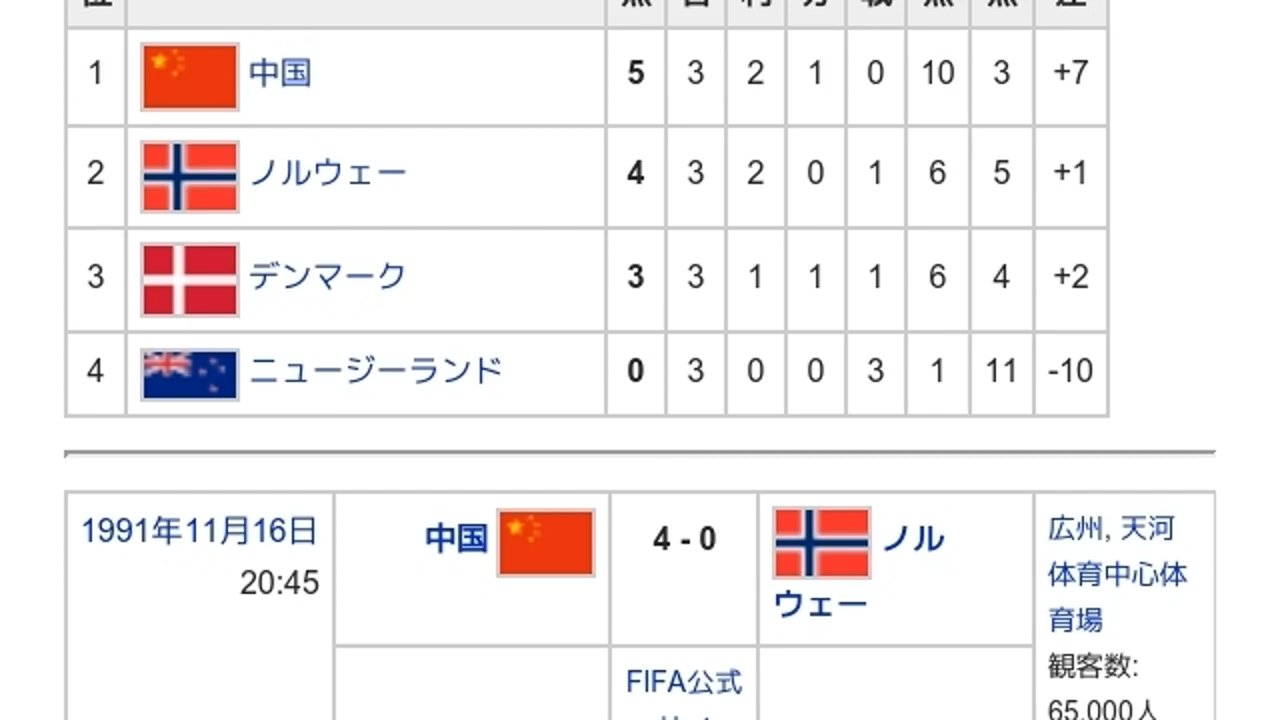 1 中国 5 3 2 1 0 10 3 +7
2 ノルウェー 4 3 2 0 1 6 5 +1
3 デンマーク 3 3 1 1 1 6 4 +2
4 ニュージーランド 0 3 0 0 3 1 11 -10
1991年11月16日
20:45
中国
4 - 0
ノル
ウェー
FIFA公式
広州, 天河
体育中心体
育場
観客数:
65,000人